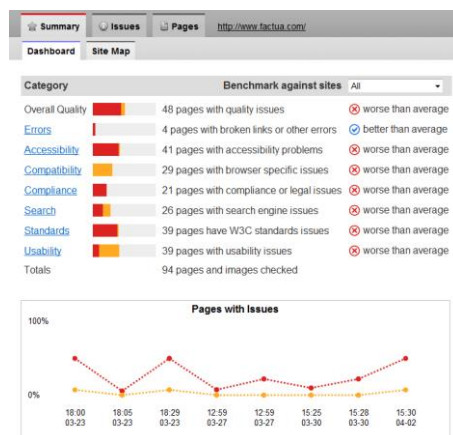 Summary Issues Pages http://www.factua.com/
Dashboard Site Map
Category Benchmark against sites All
Overall Quality 48 pages with quality issues worse than average
Errors 4 pages with broken links or other errors better than average
Accessibility 41 pages with accessibility problems worse than average
Compatibility 29 pages with browser specific issues worse than average
Compliance 21 pages with compliance or legal issues worse than average
Search 26 pages with search engine issues worse than average
Standards 39 pages have W3C standards issues worse than average
Usability 39 pages with usability issues worse than average
Totals 94 pages and images checked
Pages with Issues
100%
0%
18:00 18:05 18:29 12:59 12:59 15:25 15:28 15:30
03-23 03-23 03-23 03-27 03-27 03-30 03-30 04-02